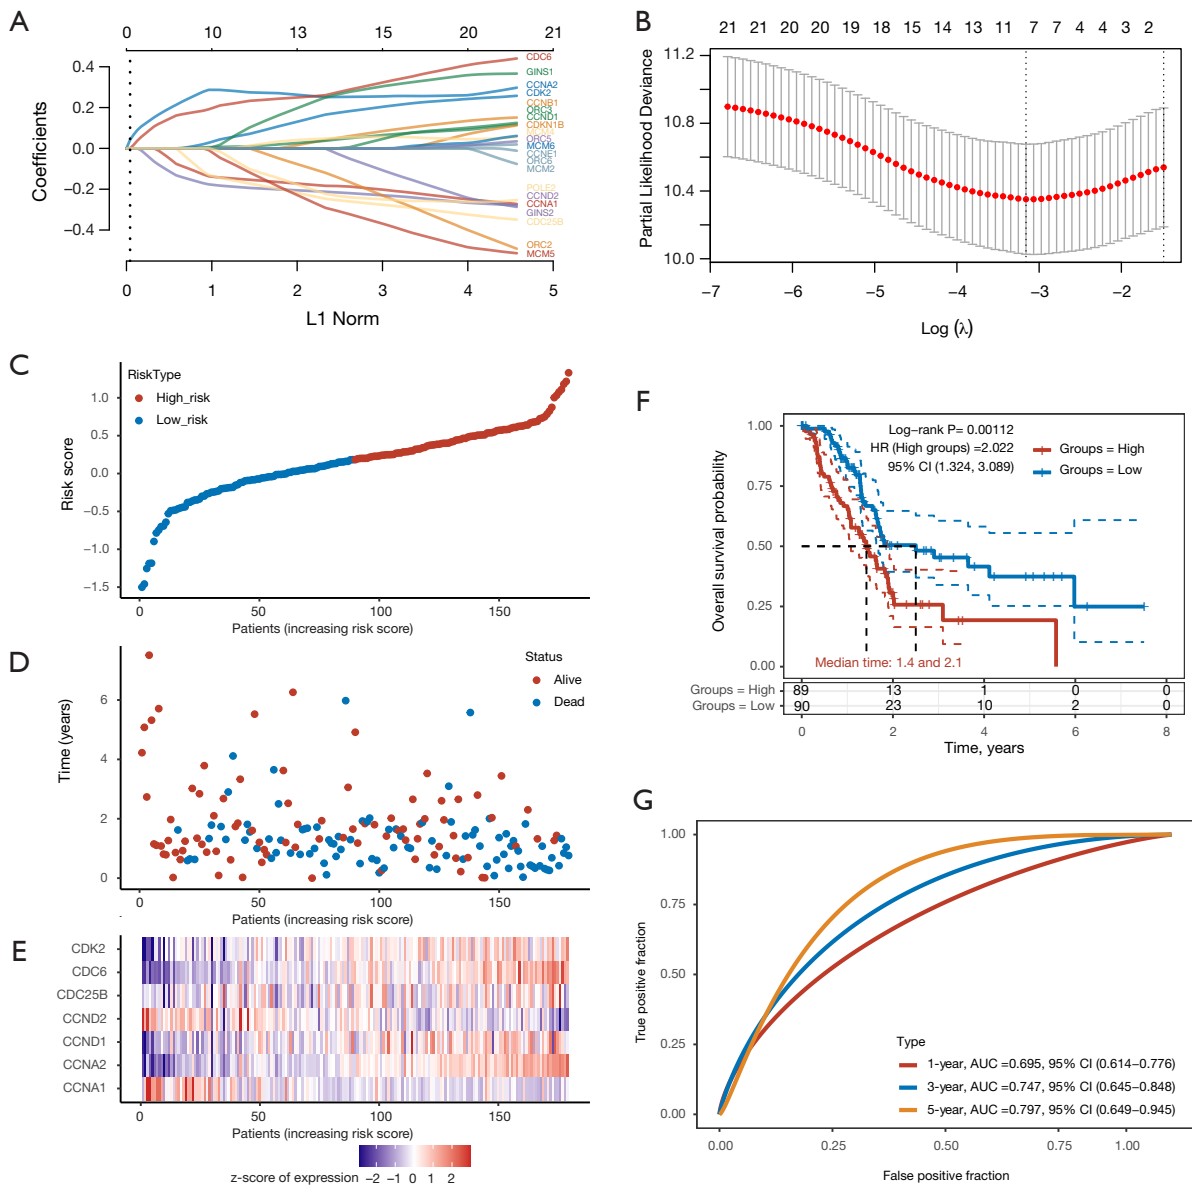 A
0 10 13 15 20 21
0.4
0.2
0.0
−0.2
−0.4
Coefficients
CDC6
GINS1
CCNA2
CDK2
CCNB1
ORC3
CCND1
CDKN1B
ORC5
MCM6
CCNE1
ORC6
MCM2
POLE2
CCND2
CCNA1
GINS2
CDC25B
ORC2
MCM5
0 1 2 3 4 5
L1 Norm
B
21 21 20 20 19 18 15 14 13 11 7 7 4 4 3 2
11.2
10.8
10.4
10.0
Partial Likelihood Deviance
−7 −6 −5 −4 −3 −2
Log (λ)
C
RiskType
High_risk
Low_risk
1.0
0.5
0.0
−0.5
−1.0
−1.5
Risk score
0 50 100 150
Patients (increasing risk score)
D
Status
Alive
Dead
6
4
2
0
Time (years)
0 50 100 150
Patients (increasing risk score)
E
CDK2
CDC6
CDC25B
CCND2
CCND1
CCNA2
CCNA1
0 50 100 150
Patients (increasing risk score)
z-score of expression −2 −1 0 1 2
F
Log−rank P= 0.00112
HR (High groups) =2.022
95% CI (1.324, 3.089)
Groups = High
Groups = Low
1.00
0.75
0.50
0.25
0.00
Overall survival probability
Median time: 1.4 and 2.1
Groups = High 89 13 1 0 0
Groups = Low 90 23 10 2 0
0 2 4 6 8
Time, years
G
1.00
0.75
0.50
0.25
0.00
True positive fraction
Type
1-year, AUC =0.695, 95% CI (0.614−0.776)
3-year, AUC =0.747, 95% CI (0.645−0.848)
5-year, AUC =0.797, 95% CI (0.649−0.945)
0.00 0.25 0.50 0.75 1.00
False positive fraction